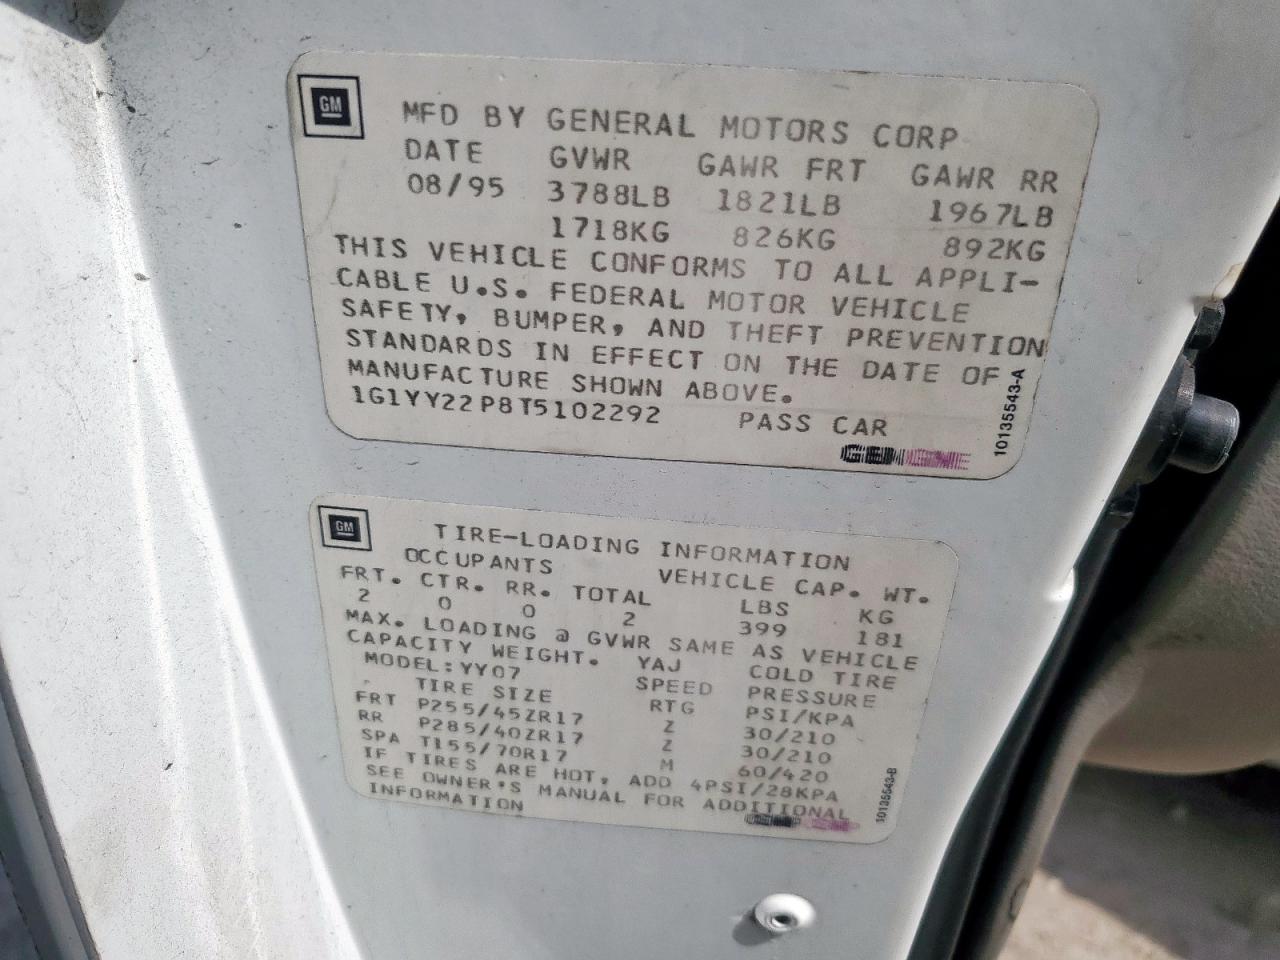 GM
MFD BY GENERAL MOTORS CORP
DATE GVWR GAWR FRT GAWR RR
08/95 3788LB 1821LB 1967LB
1718KG 826KG 892KG
THIS VEHICLE CONFORMS TO ALL APPLI-
CABLE U.S. FEDERAL MOTOR VEHICLE
SAFETY, BUMPER, AND THEFT PREVENTION
STANDARDS IN EFFECT ON THE DATE OF
MANUFACTURE SHOWN ABOVE.
1G1YY22P8T5102292 PASS CAR
10135543-A
GM
TIRE-LOADING INFORMATION
OCCUPANTS VEHICLE CAP. WT.
FRT. CTR. RR. TOTAL LBS KG
2 0 0 2 399 181
MAX. LOADING @ GVWR SAME AS VEHICLE
CAPACITY WEIGHT. YAJ COLD TIRE
MODEL:YY07 SPEED PRESSURE
TIRE SIZE RTG PSI/KPA
FRT P255/45ZR17 Z 30/210
RR P285/40ZR17 Z 30/210
SPA T155/70R17 M 60/420
IF TIRES ARE HOT, ADD 4PSI/28KPA
SEE OWNER'S MANUAL FOR ADDITIONAL
INFORMATION
10135543-B